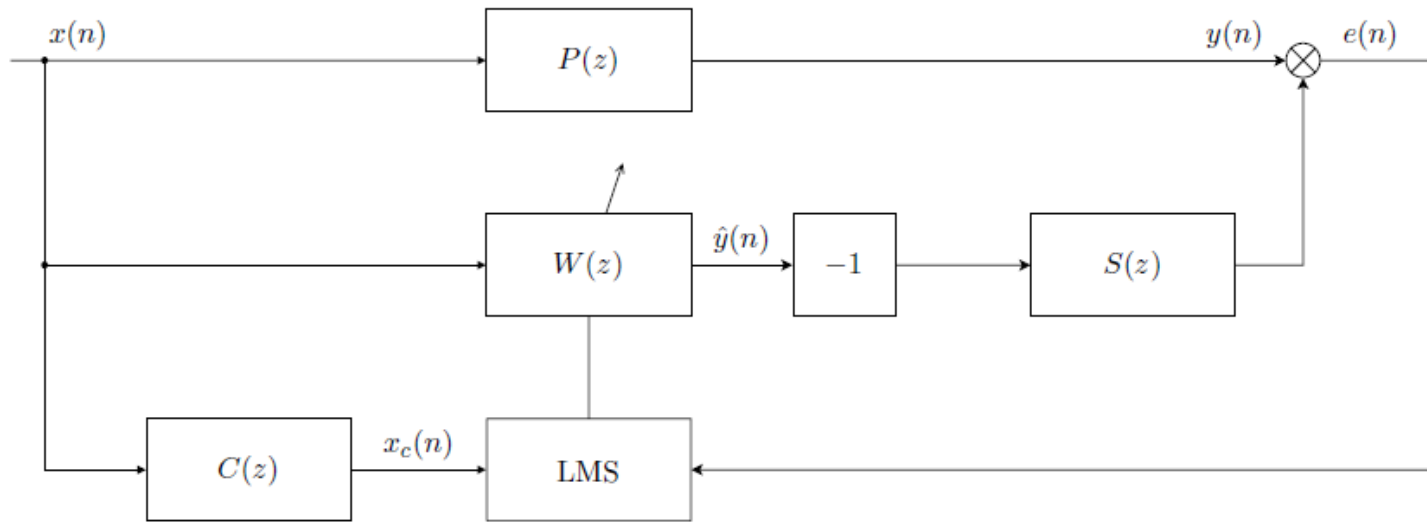 x(n)
P(z)
y(n)
e(n)
W(z)
ŷ(n)
−1
S(z)
C(z)
x_c(n)
LMS